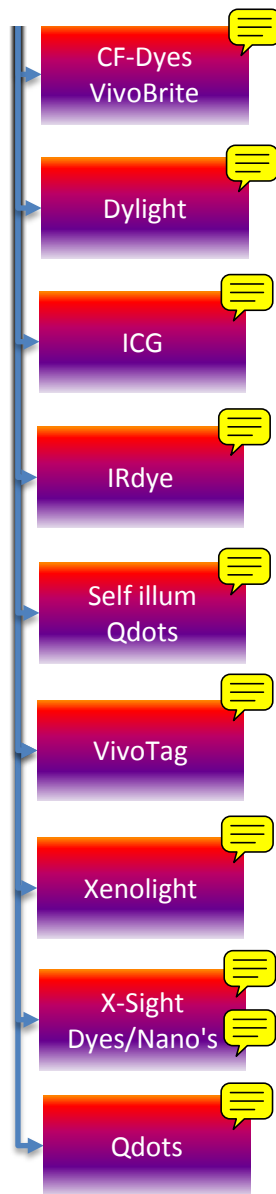 CF-Dyes
VivoBrite
Dylight
ICG
IRdye
Self illum
Qdots
VivoTag
Xenolight
X-Sight
Dyes/Nano's
Qdots